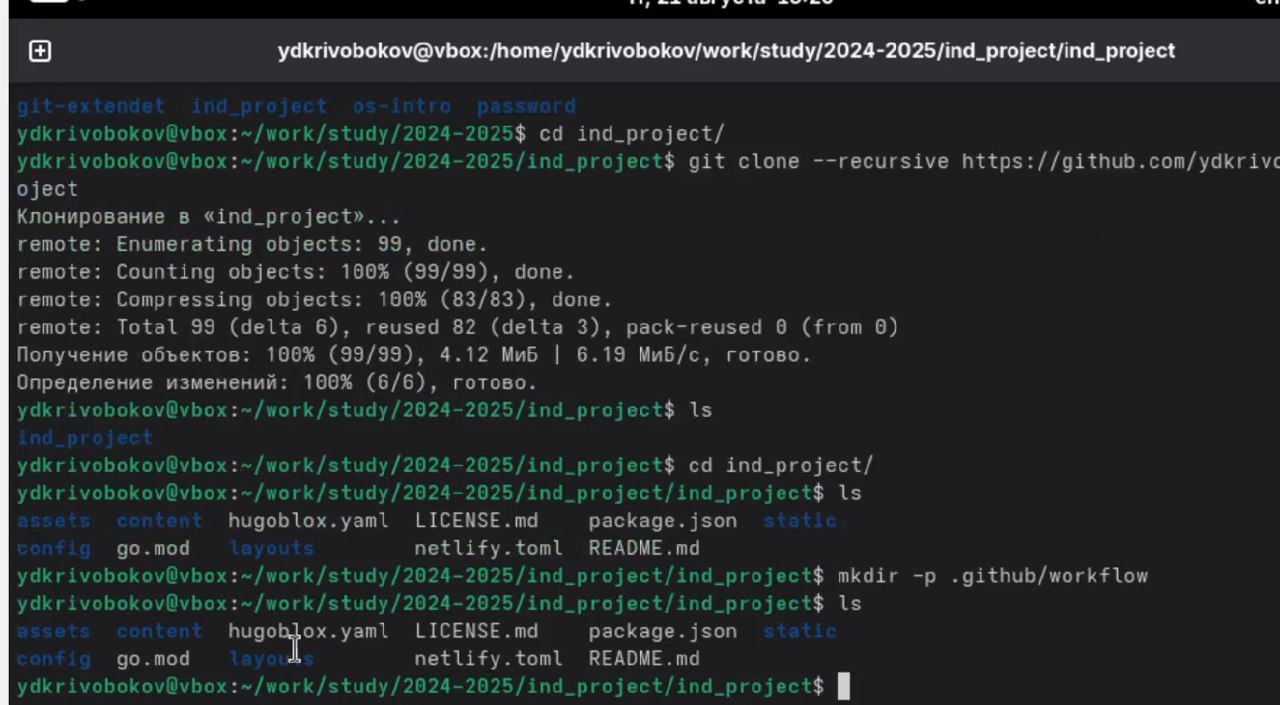 ydkrivobokov@vbox:/home/ydkrivobokov/work/study/2024-2025/ind_project/ind_project
git-extendet ind_project os-intro password
ydkrivobokov@vbox:~/work/study/2024-2025$ cd ind_project/
ydkrivobokov@vbox:~/work/study/2024-2025/ind_project$ git clone --recursive https://github.com/ydkrivo
oject
Клонирование в «ind_project»...
remote: Enumerating objects: 99, done.
remote: Counting objects: 100% (99/99), done.
remote: Compressing objects: 100% (83/83), done.
remote: Total 99 (delta 6), reused 82 (delta 3), pack-reused 0 (from 0)
Получение объектов: 100% (99/99), 4.12 МиБ | 6.19 МиБ/с, готово.
Определение изменений: 100% (6/6), готово.
ydkrivobokov@vbox:~/work/study/2024-2025/ind_project$ ls
ind_project
ydkrivobokov@vbox:~/work/study/2024-2025/ind_project$ cd ind_project/
ydkrivobokov@vbox:~/work/study/2024-2025/ind_project/ind_project$ ls
assets content hugoblox.yaml LICENSE.md package.json static
config go.mod layouts netlify.toml README.md
ydkrivobokov@vbox:~/work/study/2024-2025/ind_project/ind_project$ mkdir -p .github/workflow
ydkrivobokov@vbox:~/work/study/2024-2025/ind_project/ind_project$ ls
assets content hugoblox.yaml LICENSE.md package.json static
config go.mod layouts netlify.toml README.md
ydkrivobokov@vbox:~/work/study/2024-2025/ind_project/ind_project$